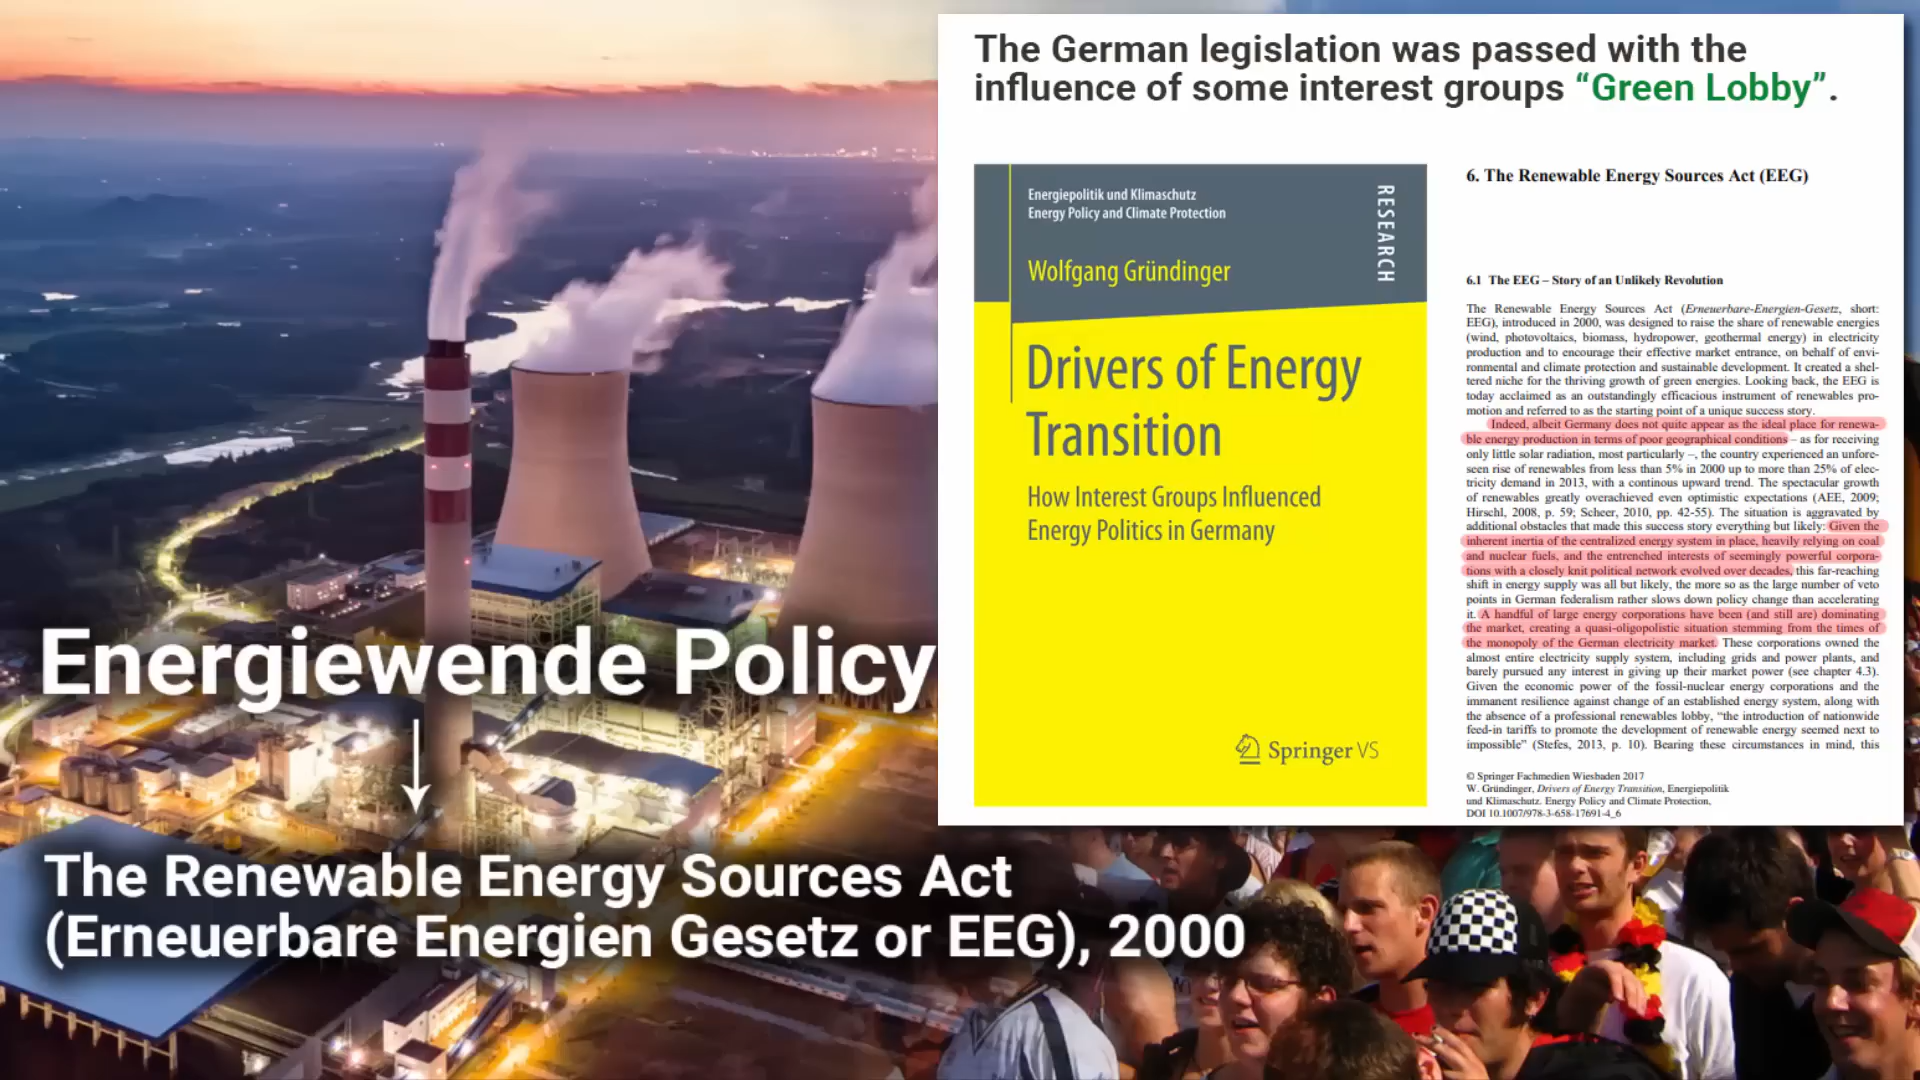 The German legislation was passed with the
influence of some interest groups “Green Lobby”.
Energiepolitik und Klimaschutz
Energy Policy and Climate Protection
RESEARCH
Wolfgang Gründinger
Drivers of Energy
Transition
How Interest Groups Influenced
Energy Politics in Germany
Springer VS
6. The Renewable Energy Sources Act (EEG)
6.1 The EEG – Story of an Unlikely Revolution
The Renewable Energy Sources Act (Erneuerbare-Energien-Gesetz, short:
EEG), introduced in 2000, was designed to raise the share of renewable energies
(wind, photovoltaics, biomass, hydropower, geothermal energy) in electricity
production and to encourage their effective market entrance, on behalf of envi-
ronmental and climate protection and sustainable development. It created a shel-
tered niche for the thriving growth of green energies. Looking back, the EEG is
today acclaimed as an outstandingly efficacious instrument of renewables pro-
motion and referred to as the starting point of a unique success story.
Indeed, albeit Germany does not quite appear as the ideal place for renewa-
ble energy production in terms of poor geographical conditions – as for receiving
only little solar radiation, most particularly –, the country experienced an unfore-
seen rise of renewables from less than 5% in 2000 up to more than 25% of elec-
tricity demand in 2013, with a continous upward trend. The spectacular growth
of renewables greatly overachieved even optimistic expectations (AEE, 2009;
Hirschl, 2008, p. 59; Scheer, 2010, pp. 42-55). The situation is aggravated by
additional obstacles that made this success story everything but likely: Given the
inherent inertia of the centralized energy system in place, heavily relying on coal
and nuclear fuels, and the entrenched interests of seemingly powerful corpora-
tions with a closely knit political network evolved over decades, this far-reaching
shift in energy supply was all but likely, the more so as the large number of veto
points in German federalism rather slows down policy change than accelerating
it. A handful of large energy corporations have been (and still are) dominating
the market, creating a quasi-oligopolistic situation stemming from the times of
the monopoly of the German electricity market. These corporations owned the
almost entire electricity supply system, including grids and power plants, and
barely pursued any interest in giving up their market power (see chapter 4.3).
Given the economic power of the fossil-nuclear energy corporations and the
immanent resilience against change of an established energy system, along with
the absence of a professional renewables lobby, “the introduction of nationwide
feed-in tariffs to promote the development of renewable energy seemed next to
impossible” (Stefes, 2013, p. 10). Bearing these circumstances in mind, this
© Springer Fachmedien Wiesbaden 2017
W. Gründinger, Drivers of Energy Transition, Energiepolitik
und Klimaschutz. Energy Policy and Climate Protection,
DOI 10.1007/978-3-658-17691-4_6
Energiewende Policy
The Renewable Energy Sources Act
(Erneuerbare Energien Gesetz or EEG), 2000